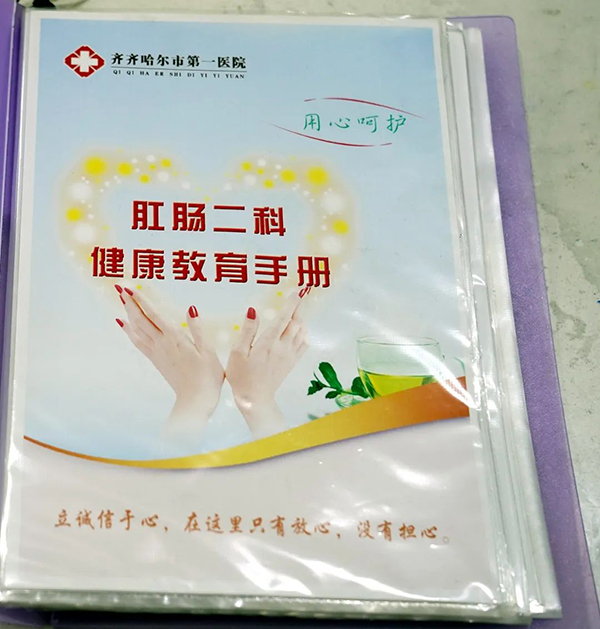 齐齐哈尔市第一医院
QI QI HA ER SHI DI YI YI YUAN
用心呵护
肛肠二科
健康教育手册
立诚信于心，在这里只有放心，没有担心。